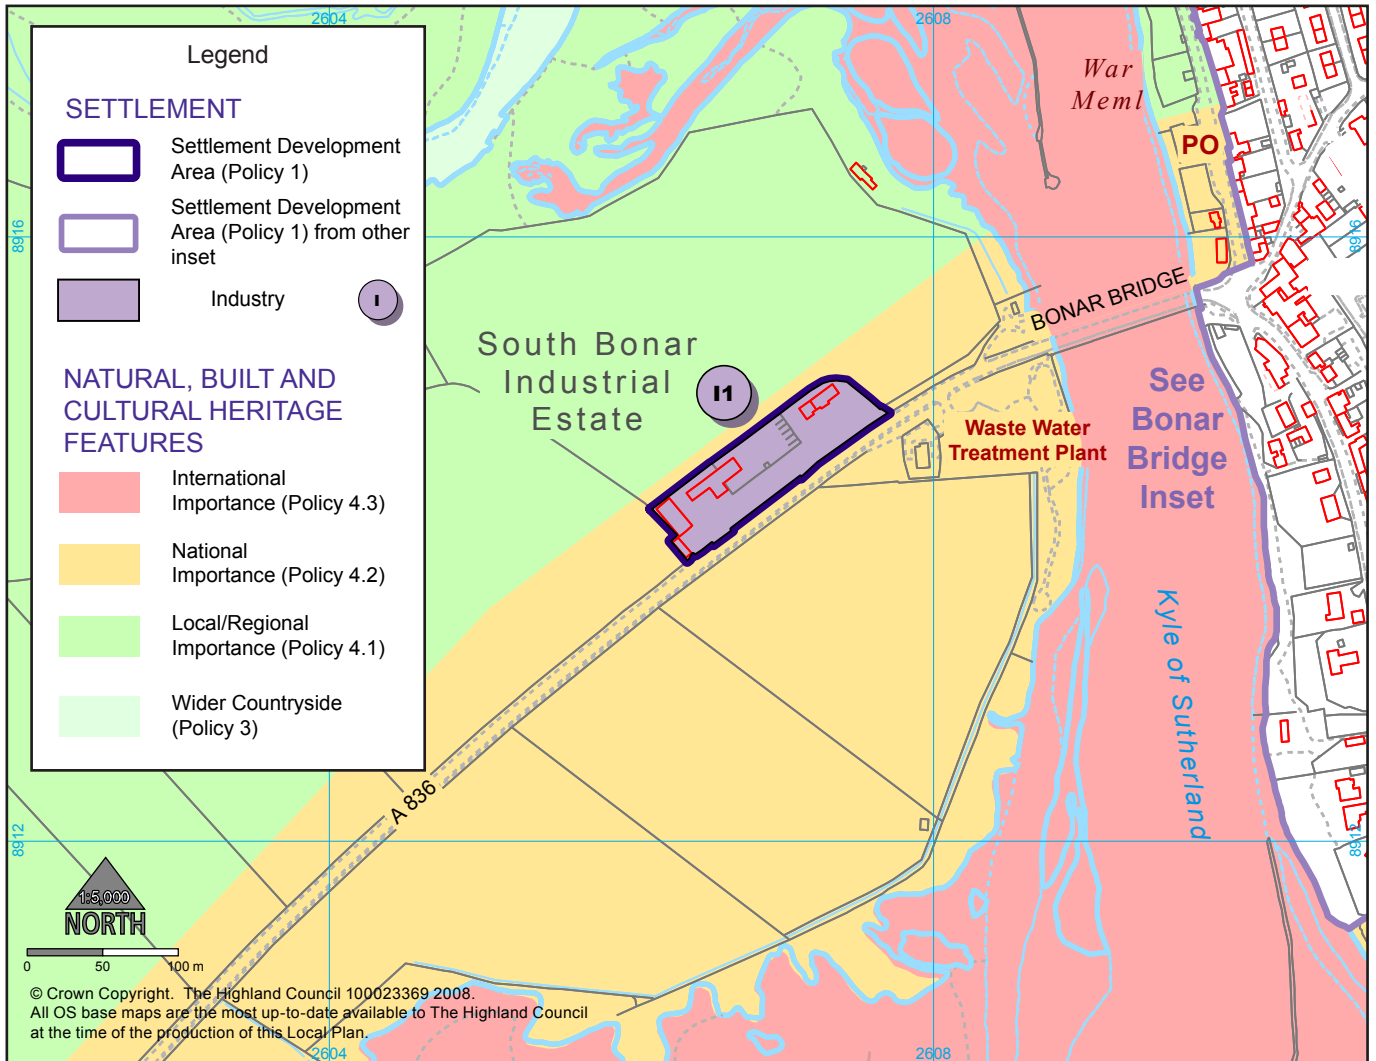 2604
2608
Legend
SETTLEMENT
Settlement Development
Area (Policy 1)
Settlement Development
Area (Policy 1) from other
inset
Industry
I
NATURAL, BUILT AND
CULTURAL HERITAGE
FEATURES
International
Importance (Policy 4.3)
National
Importance (Policy 4.2)
Local/Regional
Importance (Policy 4.1)
Wider Countryside
(Policy 3)
War
Meml
PO
8916
8916
BONAR BRIDGE
South Bonar
Industrial
Estate
I1
Waste Water
Treatment Plant
See
Bonar
Bridge
Inset
Kyle of Sutherland
A 836
8912
8912
1:5,000
NORTH
0 50 100 m
© Crown Copyright. The Highland Council 100023369 2008.
All OS base maps are the most up-to-date available to The Highland Council
at the time of the production of this Local Plan.
2604
2608